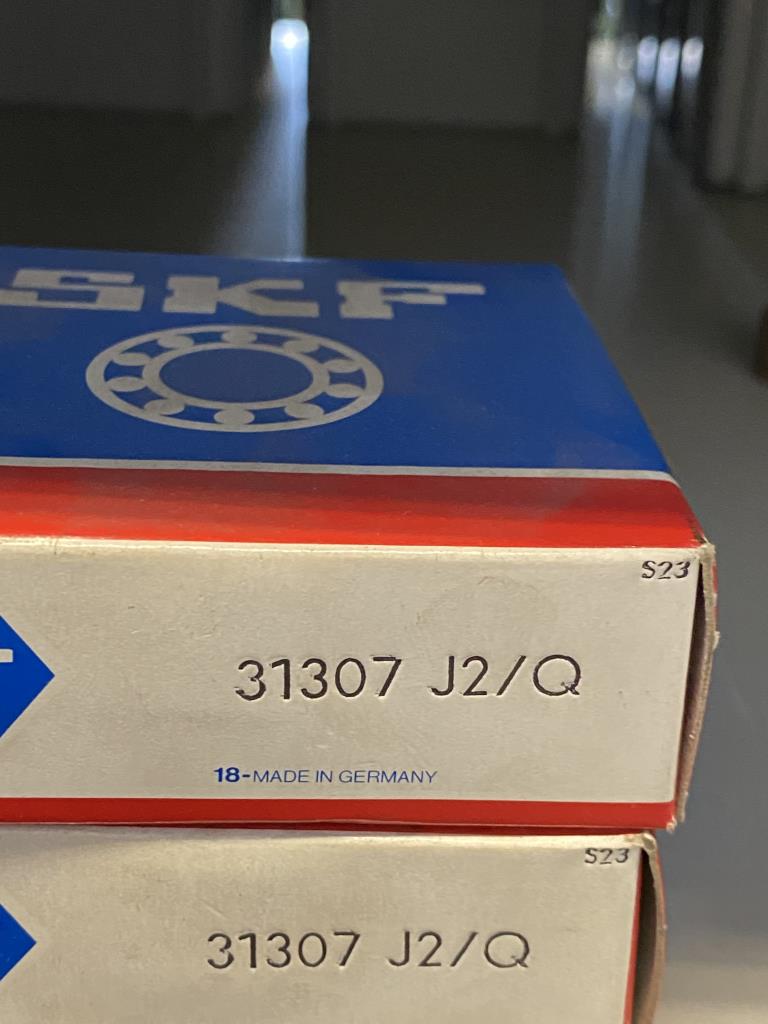 SKF
S23
31307 J2/Q
18-MADE IN GERMANY
S23
31307 J2/Q